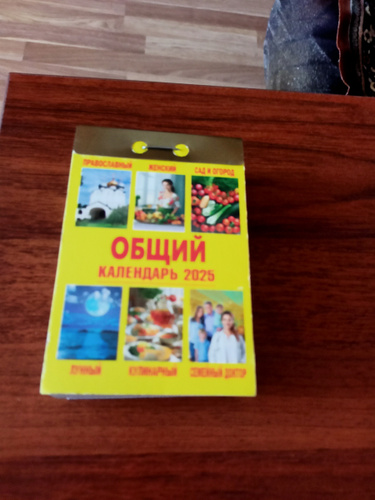 ПРАВОСЛАВНЫЙ ЖЕНСКИЙ САД И ОГОРОД
ОБЩИЙ
КАЛЕНДАРЬ 2025
ЛУННЫЙ КУЛИНАРНЫЙ СЕМЕЙНЫЙ ДОКТОР